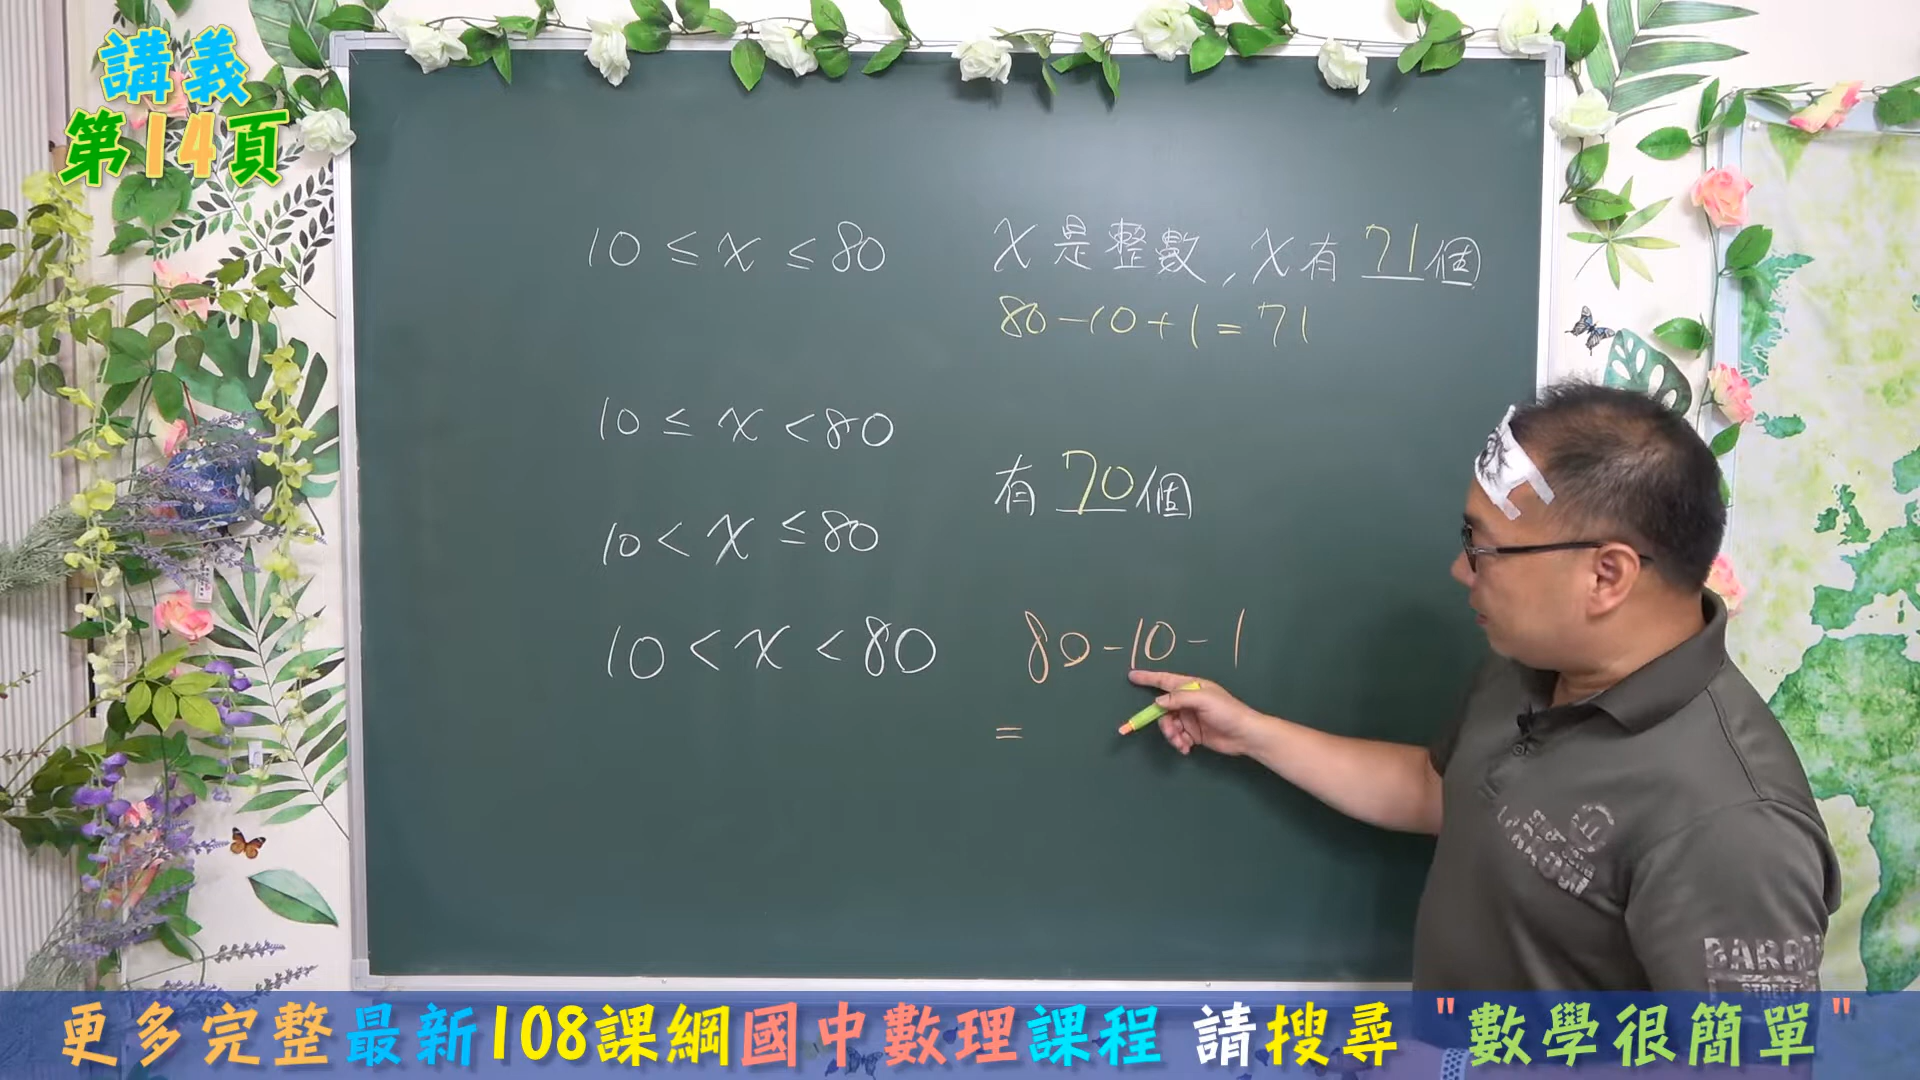 講義
第14頁
10 ≤ x ≤ 80
x是整數, x有 71個
80-10+1=71
10 ≤ x < 80
有 70個
10 < x ≤ 80
10 < x < 80
80-10-1
=
更多完整最新108課綱國中數理課程 請搜尋 "數學很簡單"